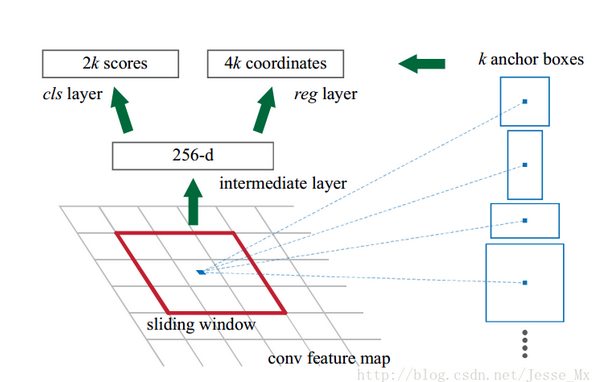 2k scores
4k coordinates
k anchor boxes
cls layer
reg layer
256-d
intermediate layer
sliding window
conv feature map
http://blog.csdn.net/Jesse_Mx